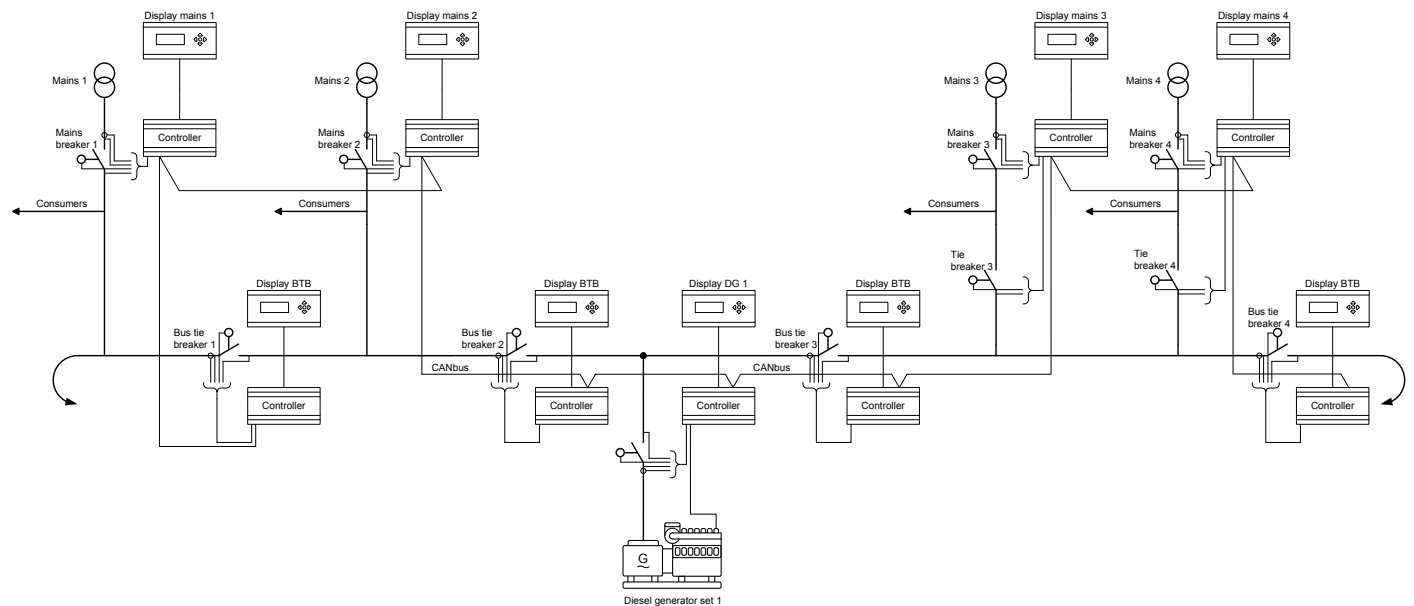 Display mains 1
Display mains 2
Display mains 3
Display mains 4
Mains 1
Mains 2
Mains 3
Mains 4
Mains
breaker 1
Controller
Mains
breaker 2
Controller
Mains
breaker 3
Controller
Mains
breaker 4
Controller
Consumers
Consumers
Consumers
Consumers
Tie
breaker 3
Tie
breaker 4
Display BTB
Display BTB
Display DG 1
Display BTB
Display BTB
Bus tie
breaker 1
Bus tie
breaker 2
Bus tie
breaker 3
Bus tie
breaker 4
CANbus
CANbus
Controller
Controller
Controller
Controller
Controller
G
~
Diesel generator set 1